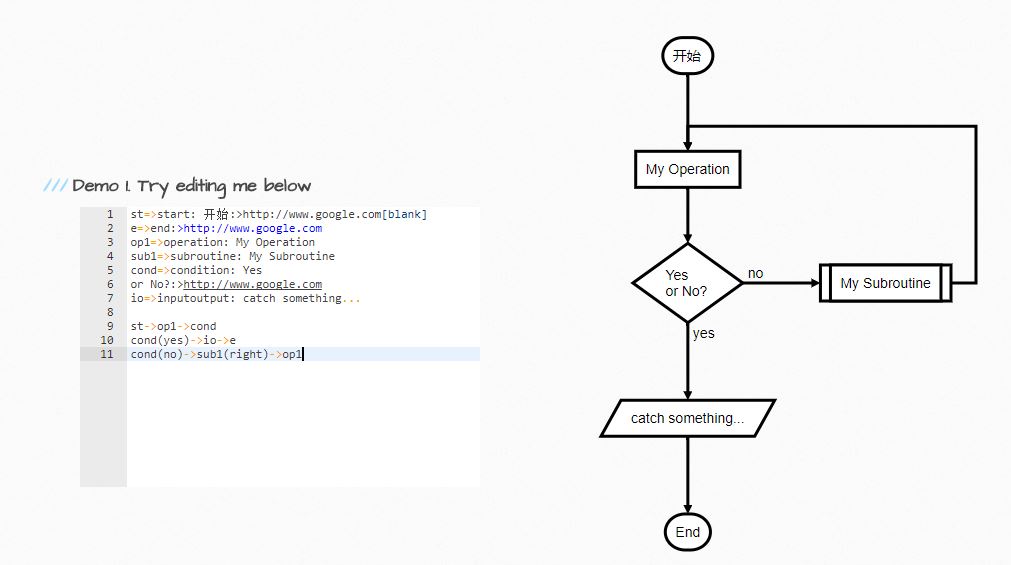 /// Demo 1. Try editing me below
1 st=>start: 开始:>http://www.google.com[blank]
2 e=>end:>http://www.google.com
3 op1=>operation: My Operation
4 sub1=>subroutine: My Subroutine
5 cond=>condition: Yes
6 or No?:>http://www.google.com
7 io=>inputoutput: catch something...
8
9 st->op1->cond
10 cond(yes)->io->e
11 cond(no)->sub1(right)->op1
开始
My Operation
Yes
or No?
no
My Subroutine
yes
catch something...
End